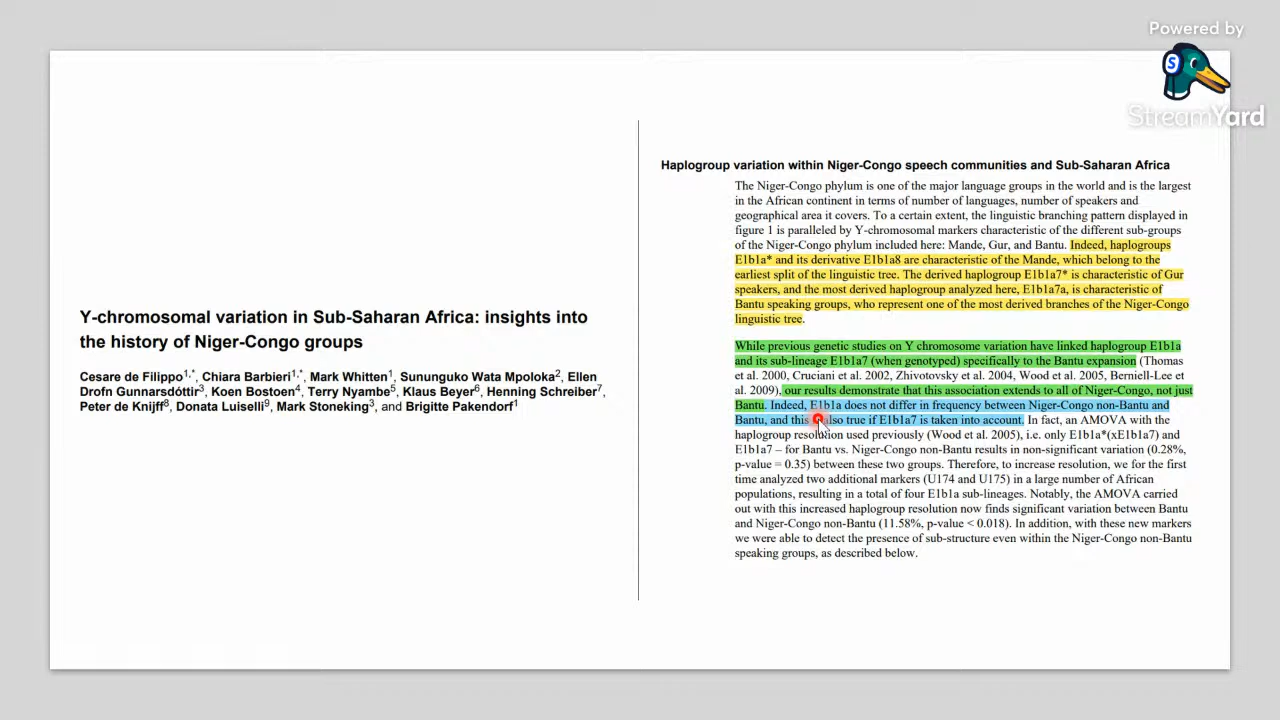 Powered by
StreamYard
Y-chromosomal variation in Sub-Saharan Africa: insights into
the history of Niger-Congo groups
Cesare de Filippo1,*, Chiara Barbieri1,*, Mark Whitten1, Sununguko Wata Mpoloka2, Ellen
Drofn Gunnarsdóttir3, Koen Bostoen4, Terry Nyambe5, Klaus Beyer6, Henning Schreiber7,
Peter de Knijff8, Donata Luiselli9, Mark Stoneking3, and Brigitte Pakendorf1
Haplogroup variation within Niger-Congo speech communities and Sub-Saharan Africa
The Niger-Congo phylum is one of the major language groups in the world and is the largest
in the African continent in terms of number of languages, number of speakers and
geographical area it covers. To a certain extent, the linguistic branching pattern displayed in
figure 1 is paralleled by Y-chromosomal markers characteristic of the different sub-groups
of the Niger-Congo phylum included here: Mande, Gur, and Bantu. Indeed, haplogroups
E1b1a* and its derivative E1b1a8 are characteristic of the Mande, which belong to the
earliest split of the linguistic tree. The derived haplogroup E1b1a7* is characteristic of Gur
speakers, and the most derived haplogroup analyzed here, E1b1a7a, is characteristic of
Bantu speaking groups, who represent one of the most derived branches of the Niger-Congo
linguistic tree.
While previous genetic studies on Y chromosome variation have linked haplogroup E1b1a
and its sub-lineage E1b1a7 (when genotyped) specifically to the Bantu expansion (Thomas
et al. 2000, Cruciani et al. 2002, Zhivotovsky et al. 2004, Wood et al. 2005, Berniell-Lee et
al. 2009), our results demonstrate that this association extends to all of Niger-Congo, not just
Bantu. Indeed, E1b1a does not differ in frequency between Niger-Congo non-Bantu and
Bantu, and this also true if E1b1a7 is taken into account. In fact, an AMOVA with the
haplogroup resolution used previously (Wood et al. 2005), i.e. only E1b1a*(xE1b1a7) and
E1b1a7 – for Bantu vs. Niger-Congo non-Bantu results in non-significant variation (0.28%,
p-value = 0.35) between these two groups. Therefore, to increase resolution, we for the first
time analyzed two additional markers (U174 and U175) in a large number of African
populations, resulting in a total of four E1b1a sub-lineages. Notably, the AMOVA carried
out with this increased haplogroup resolution now finds significant variation between Bantu
and Niger-Congo non-Bantu (11.58%, p-value < 0.018). In addition, with these new markers
we were able to detect the presence of sub-structure even within the Niger-Congo non-Bantu
speaking groups, as described below.